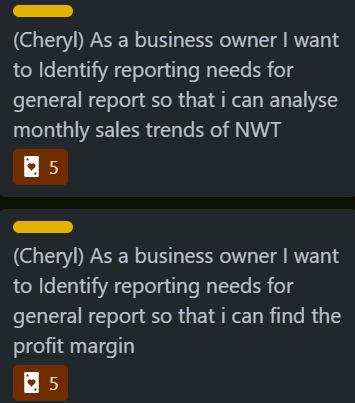 (Cheryl) As a business owner I want
to Identify reporting needs for
general report so that i can analyse
monthly sales trends of NWT
5
(Cheryl) As a business owner I want
to Identify reporting needs for
general report so that i can find the
profit margin
5